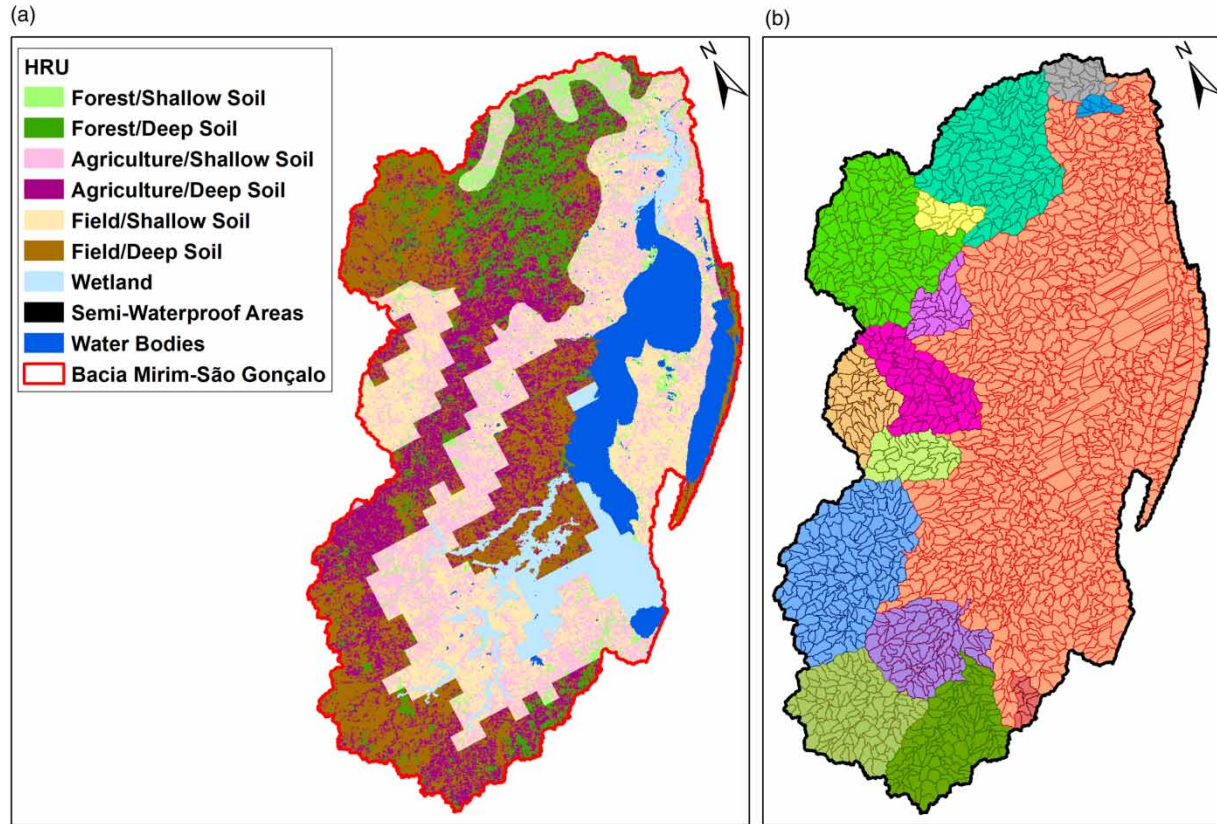 (a)
HRU
Forest/Shallow Soil
Forest/Deep Soil
Agriculture/Shallow Soil
Agriculture/Deep Soil
Field/Shallow Soil
Field/Deep Soil
Wetland
Semi-Waterproof Areas
Water Bodies
Bacia Mirim-São Gonçalo
N
(b)
N